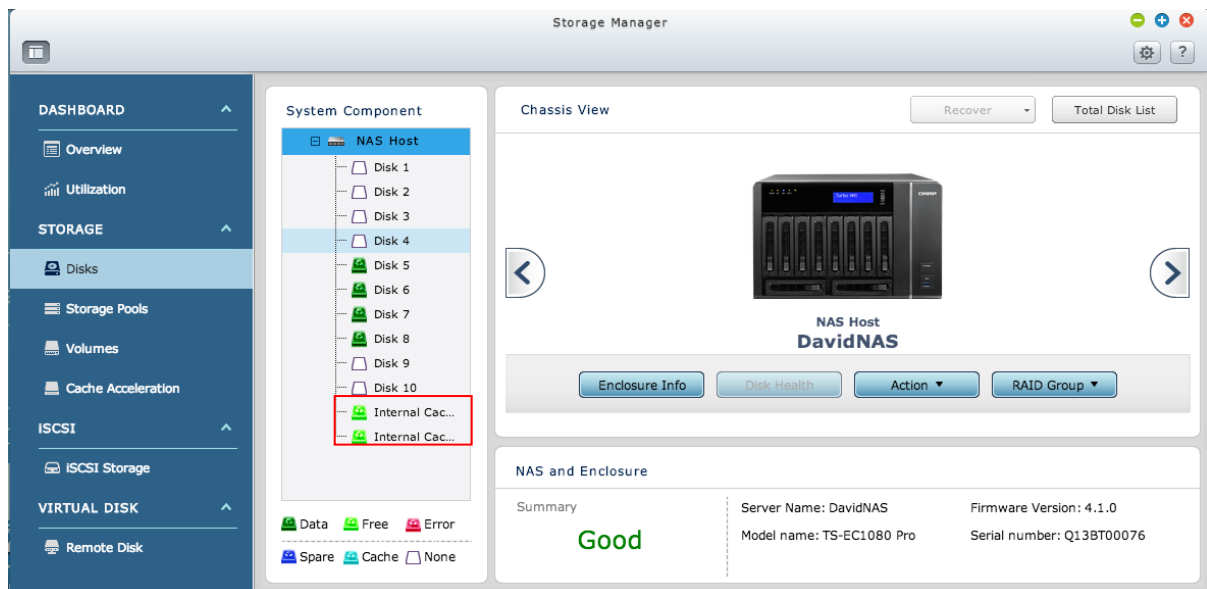 Storage Manager
?
DASHBOARD
Overview
Utilization
STORAGE
Disks
Storage Pools
Volumes
Cache Acceleration
iSCSI
iSCSI Storage
VIRTUAL DISK
Remote Disk
System Component
NAS Host
Disk 1
Disk 2
Disk 3
Disk 4
Disk 5
Disk 6
Disk 7
Disk 8
Disk 9
Disk 10
Internal Cac...
Internal Cac...
Data Free Error
Spare Cache None
Chassis View
Recover
Total Disk List
Turbo NAS
QNAP
NAS Host
DavidNAS
Enclosure Info
Disk Health
Action
RAID Group
NAS and Enclosure
Summary
Good
Server Name: DavidNAS
Firmware Version: 4.1.0
Model name: TS-EC1080 Pro
Serial number: Q13BT00076